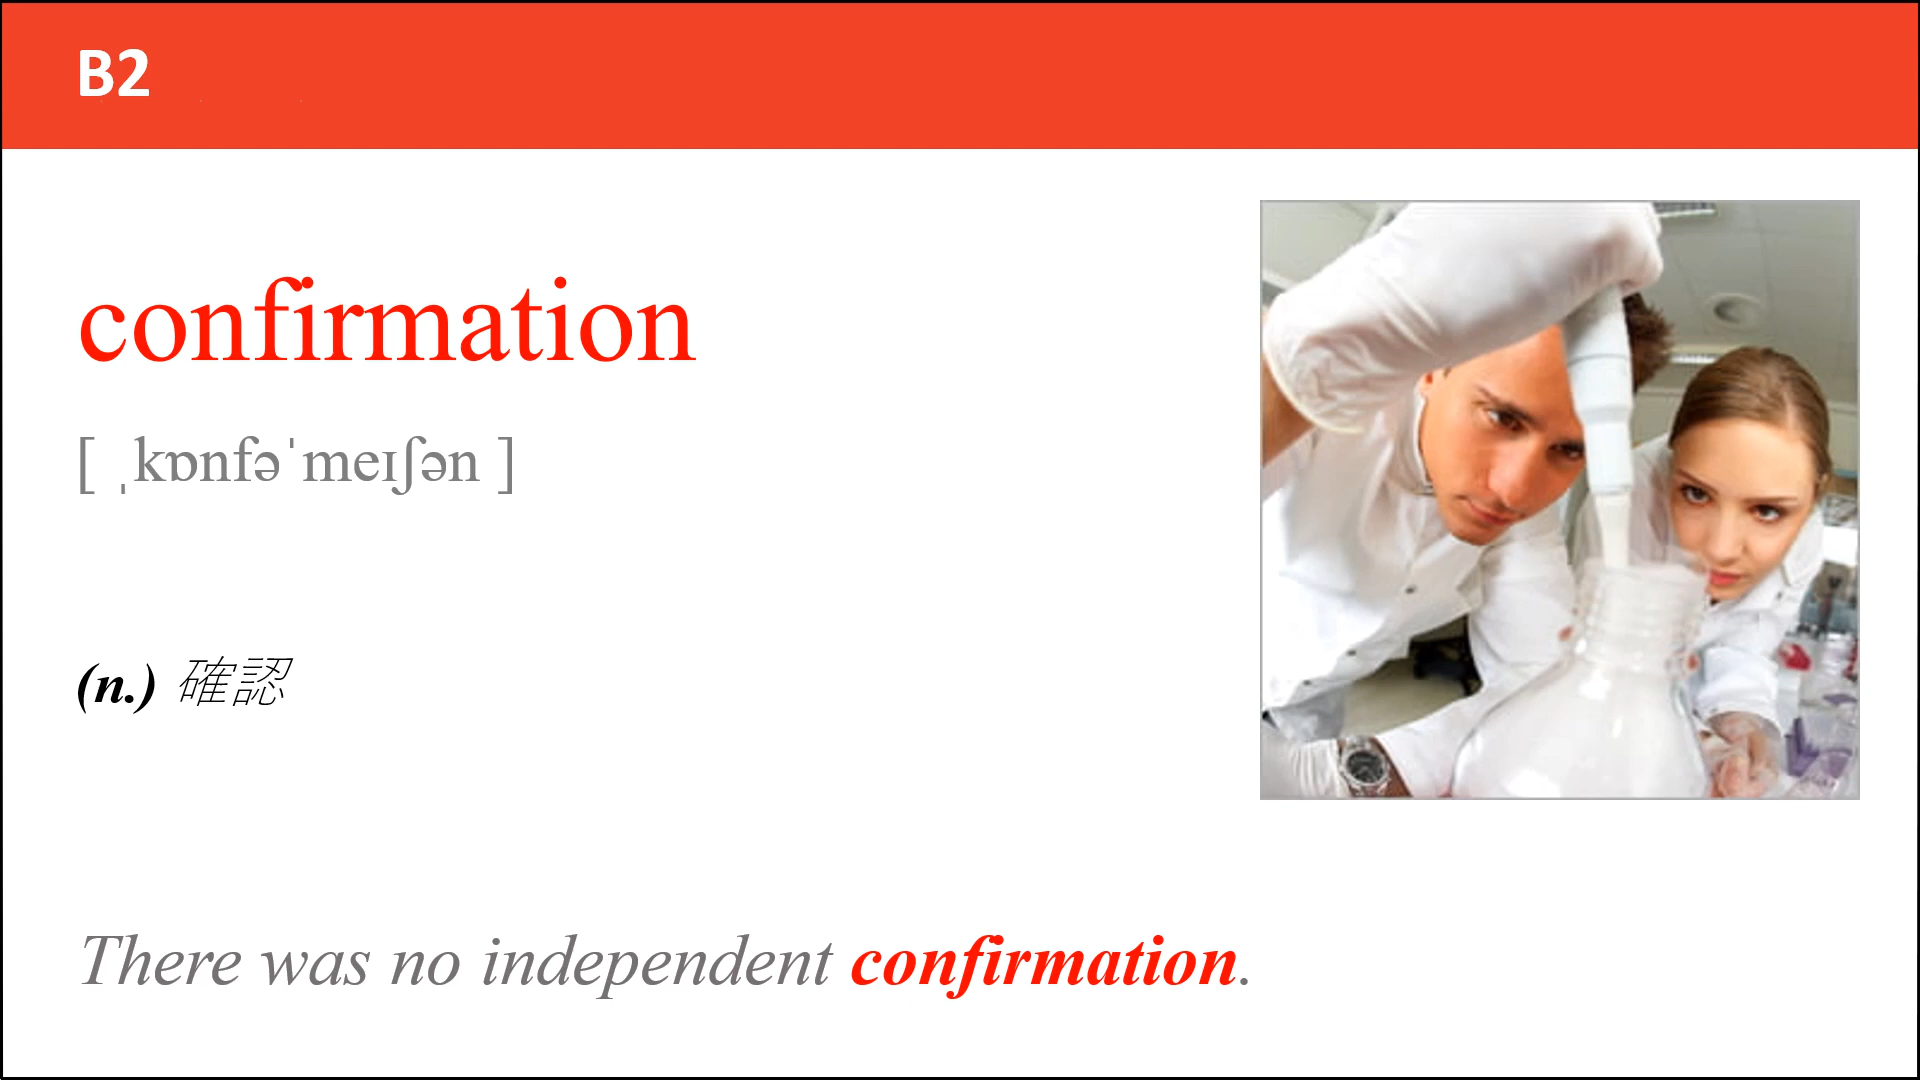 B2
confirmation
[ ˌkɒnfəˈmeɪʃən ]
(n.) 確認
There was no independent confirmation.